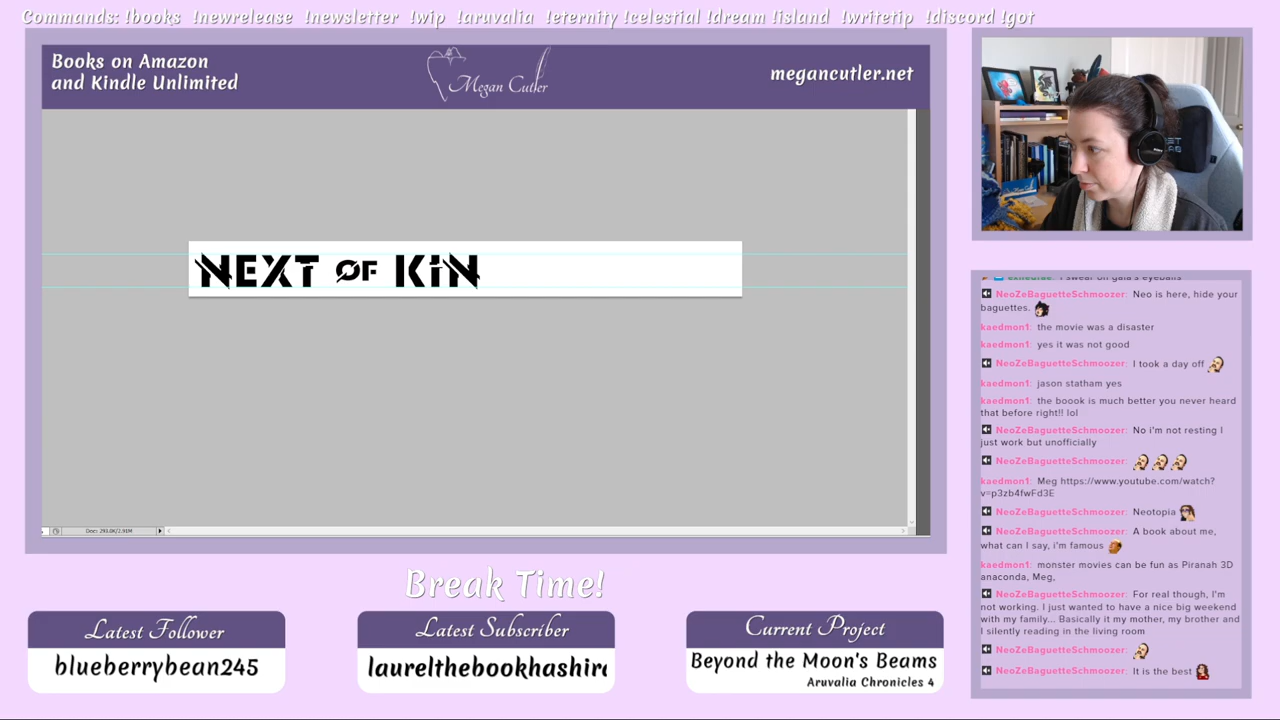 Commands: !books !newrelease !newsletter !wip !aruvalia !eternity !celestial !dream !island !writetip !discord !got
Books on Amazon
and Kindle Unlimited
Megan Cutler
megancutler.net
NEXT OF KIN
I swear on gaia's eyeballs
NeoZeBaguetteSchmoozer: Neo is here, hide your
baguettes.
kaedmon1: the movie was a disaster
kaedmon1: yes it was not good
NeoZeBaguetteSchmoozer: I took a day off
kaedmon1: jason statham yes
kaedmon1: the boook is much better you never heard
that before right!! lol
NeoZeBaguetteSchmoozer: No i'm not resting I
just work but unofficially
NeoZeBaguetteSchmoozer:
kaedmon1: Meg https://www.youtube.com/watch?
v=p3zb4fwFd3E
NeoZeBaguetteSchmoozer: Neotopia
NeoZeBaguetteSchmoozer: A book about me,
what can I say, i'm famous
kaedmon1: monster movies can be fun as Piranah 3D
anaconda, Meg,
NeoZeBaguetteSchmoozer: For real though, I'm
not working. I just wanted to have a nice big weekend
with my family... Basically it my mother, my brother and
I silently reading in the living room
NeoZeBaguetteSchmoozer:
NeoZeBaguetteSchmoozer: It is the best
Break Time!
Latest Follower
blueberrybean245
Latest Subscriber
laurelthebookhashira
Current Project
Beyond the Moon's Beams
Aruvalia Chronicles 4